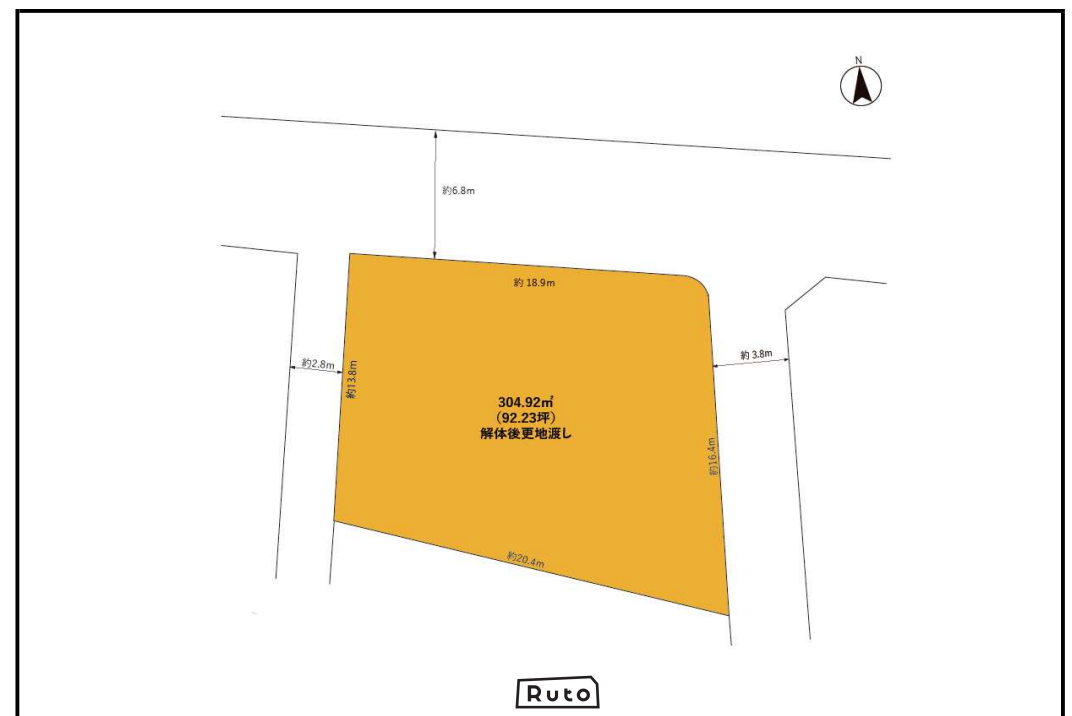 N
約6.8m
約 18.9m
約2.8m
約13.8m
約 3.8m
304.92㎡
（92.23坪）
解体後更地渡し
約16.4m
約20.4m
Ruto